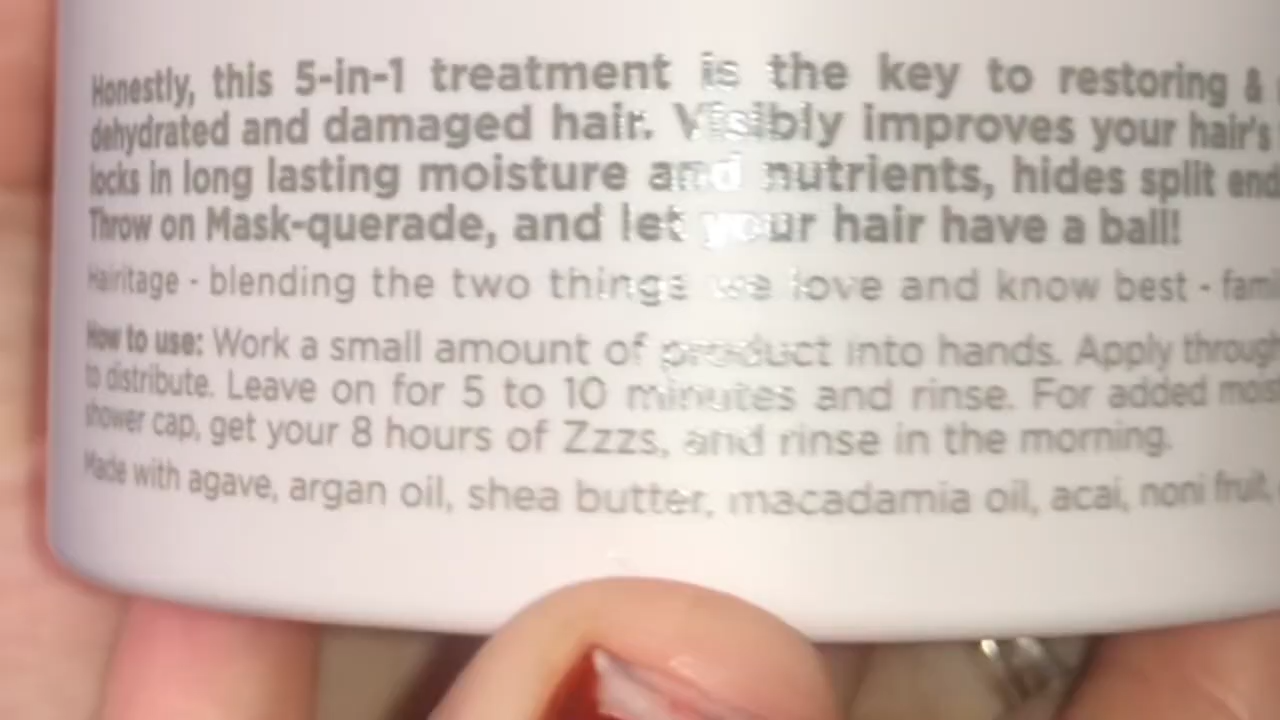 Honestly, this 5-in-1 treatment is the key to restoring &
dehydrated and damaged hair. Visibly improves your hair's
locks in long lasting moisture and nutrients, hides split
Throw on Mask-querade, and let your hair have a ball!
Hairitage - blending the two things we love and know best -
How to use: Work a small amount of product into hands. Apply
to distribute. Leave on for 5 to 10 minutes and rinse. For added
shower cap, get your 8 hours of Zzzs, and rinse in the morning.
Made with agave, argan oil, shea butter, macadamia oil, acai, noni fruit,